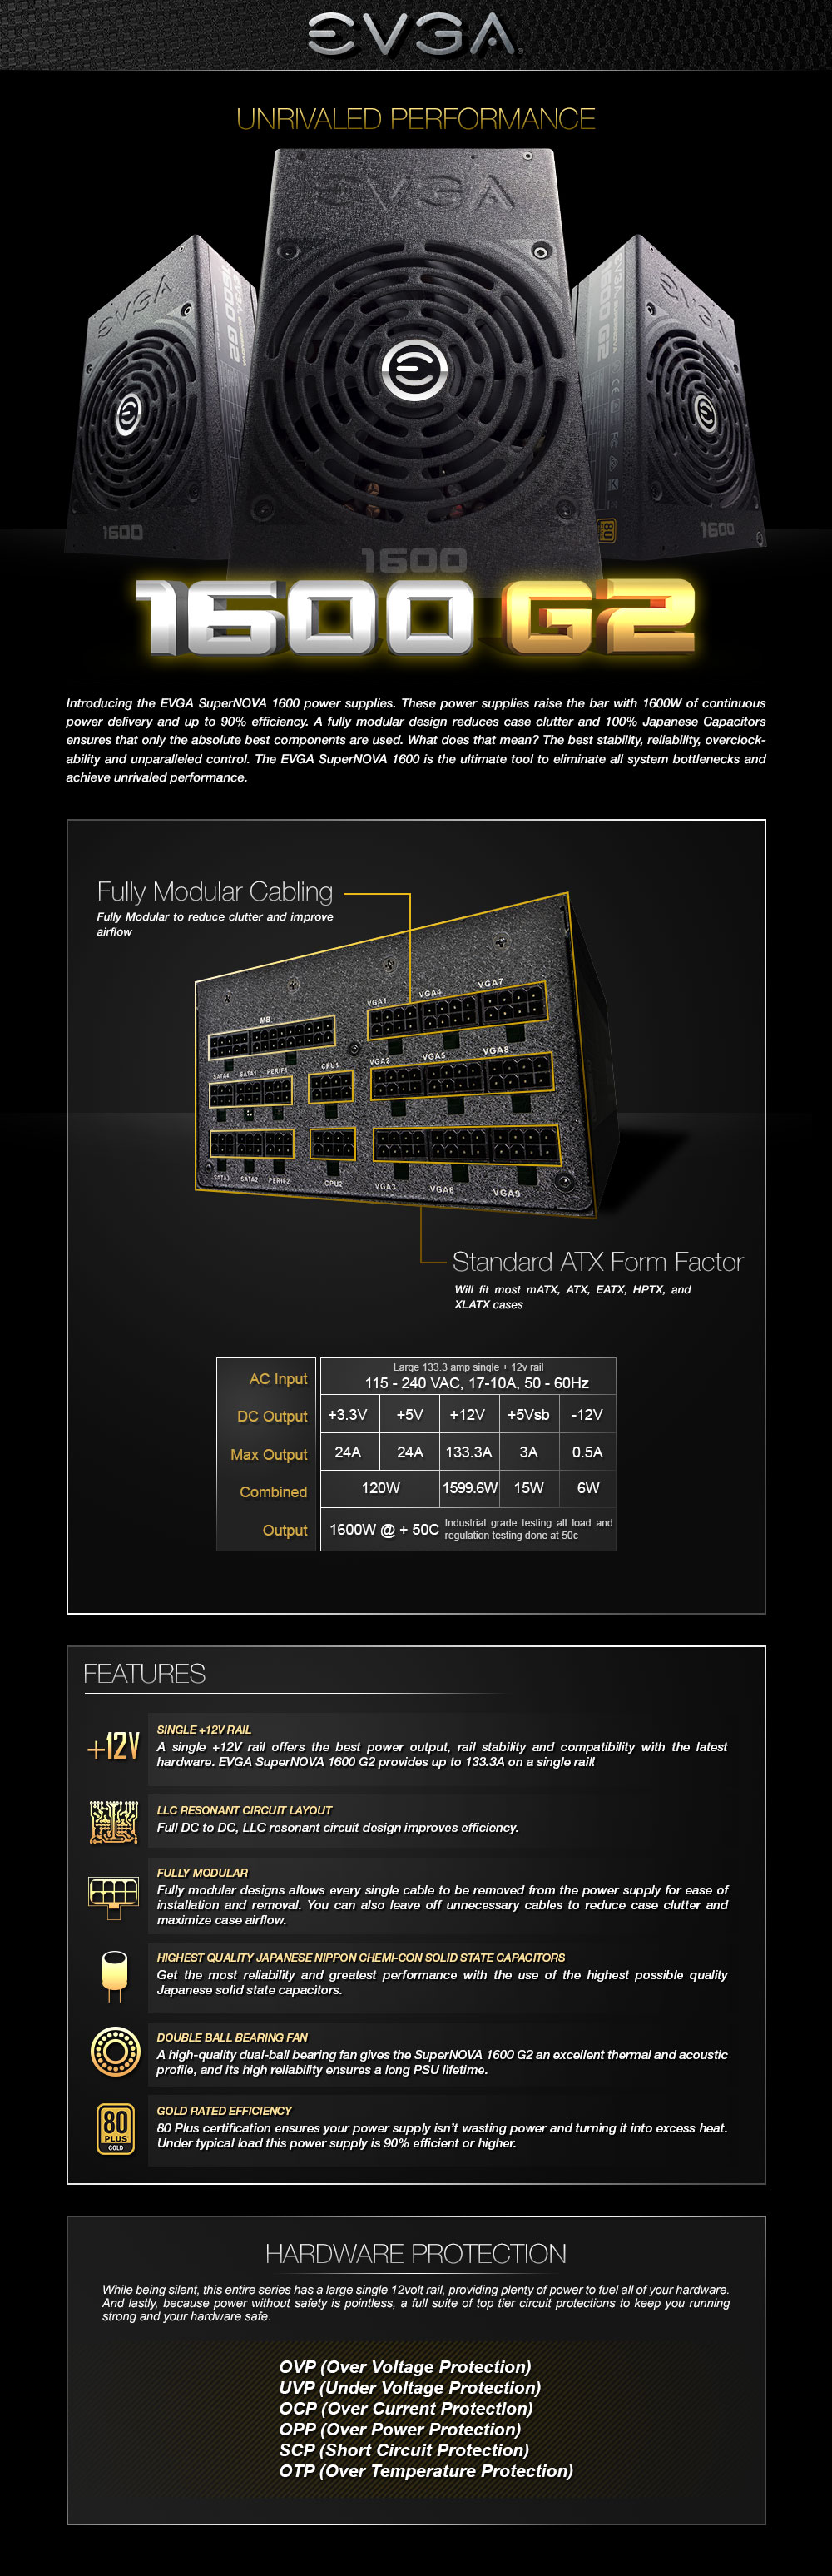 EVGA
UNRIVALED PERFORMANCE
EVGA
EVGA
EVGA
1600 G2
1600 G2
1600
1600
1600
1600 G2
Introducing the EVGA SuperNOVA 1600 power supplies. These power supplies raise the bar with 1600W of continuous
power delivery and up to 90% efficiency. A fully modular design reduces case clutter and 100% Japanese Capacitors
ensures that only the absolute best components are used. What does that mean? The best stability, reliability, overclock-
ability and unparalleled control. The EVGA SuperNOVA 1600 is the ultimate tool to eliminate all system bottlenecks and
achieve unrivaled performance.
Fully Modular Cabling
Fully Modular to reduce clutter and improve
airflow
MB
VGA1 VGA4 VGA7
SATA4 SATA1 PERIF1 CPU1 VGA2 VGA5 VGA8
SATA3 SATA2 PERIF2 CPU2 VGA3 VGA6 VGA9
Standard ATX Form Factor
Will fit most mATX, ATX, EATX, HPTX, and
XLATX cases
Large 133.3 amp single + 12v rail
AC Input 115 - 240 VAC, 17-10A, 50 - 60Hz
DC Output +3.3V +5V +12V +5Vsb -12V
Max Output 24A 24A 133.3A 3A 0.5A
Combined 120W 1599.6W 15W 6W
Output 1600W @ + 50C Industrial grade testing all load and
regulation testing done at 50c
FEATURES
+12V
SINGLE +12V RAIL
A single +12V rail offers the best power output, rail stability and compatibility with the latest
hardware. EVGA SuperNOVA 1600 G2 provides up to 133.3A on a single rail!
LLC RESONANT CIRCUIT LAYOUT
Full DC to DC, LLC resonant circuit design improves efficiency.
FULLY MODULAR
Fully modular designs allows every single cable to be removed from the power supply for ease of
installation and removal. You can also leave off unnecessary cables to reduce case clutter and
maximize case airflow.
HIGHEST QUALITY JAPANESE NIPPON CHEMI-CON SOLID STATE CAPACITORS
Get the most reliability and greatest performance with the use of the highest possible quality
Japanese solid state capacitors.
DOUBLE BALL BEARING FAN
A high-quality dual-ball bearing fan gives the SuperNOVA 1600 G2 an excellent thermal and acoustic
profile, and its high reliability ensures a long PSU lifetime.
80
PLUS
GOLD
GOLD RATED EFFICIENCY
80 Plus certification ensures your power supply isn't wasting power and turning it into excess heat.
Under typical load this power supply is 90% efficient or higher.
HARDWARE PROTECTION
While being silent, this entire series has a large single 12volt rail, providing plenty of power to fuel all of your hardware.
And lastly, because power without safety is pointless, a full suite of top tier circuit protections to keep you running
strong and your hardware safe.
OVP (Over Voltage Protection)
UVP (Under Voltage Protection)
OCP (Over Current Protection)
OPP (Over Power Protection)
SCP (Short Circuit Protection)
OTP (Over Temperature Protection)